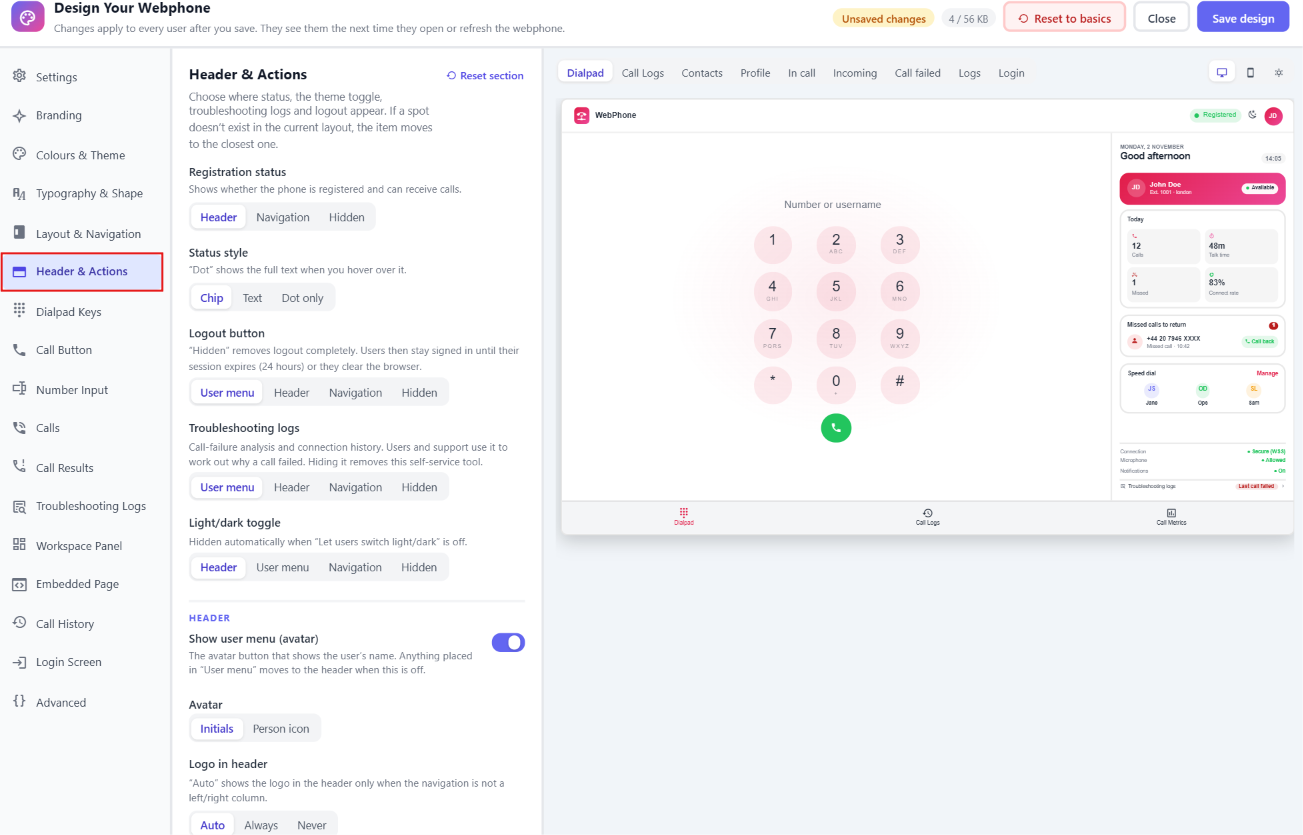 Design Your Webphone
Changes apply to every user after you save. They see them the next time they open or refresh the webphone.
Unsaved changes
4 / 56 KB
Reset to basics
Close
Save design
Settings
Branding
Colours & Theme
Typography & Shape
Layout & Navigation
Header & Actions
Dialpad Keys
Call Button
Number Input
Calls
Call Results
Troubleshooting Logs
Workspace Panel
Embedded Page
Call History
Login Screen
Advanced
Header & Actions
Reset section
Choose where status, the theme toggle,
troubleshooting logs and logout appear. If a spot
doesn't exist in the current layout, the item moves
to the closest one.
Registration status
Shows whether the phone is registered and can receive calls.
Header Navigation Hidden
Status style
"Dot" shows the full text when you hover over it.
Chip Text Dot only
Logout button
"Hidden" removes logout completely. Users then stay signed in until their
session expires (24 hours) or they clear the browser.
User menu Header Navigation Hidden
Troubleshooting logs
Call-failure analysis and connection history. Users and support use it to
work out why a call failed. Hiding it removes this self-service tool.
User menu Header Navigation Hidden
Light/dark toggle
Hidden automatically when "Let users switch light/dark" is off.
Header User menu Navigation Hidden
HEADER
Show user menu (avatar)
The avatar button that shows the user's name. Anything placed
in "User menu" moves to the header when this is off.
Avatar
Initials Person icon
Logo in header
"Auto" shows the logo in the header only when the navigation is not a
left/right column.
Auto Always Never
Dialpad Call Logs Contacts Profile In call Incoming Call failed Logs Login
WebPhone
Registered
JD
Number or username
1 2 3
ABC DEF
4 5 6
GHI JKL MNO
7 8 9
PQRS TUV WXYZ
* 0 #
+
MONDAY, 2 NOVEMBER
Good afternoon
14:05
JD
John Doe
Ext. 1001 · london
Available
Today
12
Calls
48m
Talk time
1
Missed
83%
Connect rate
Missed calls to return
+44 20 7945 XXXX
Missed call · 10:42
Call back
Speed dial
Manage
JS OD SL
Jane Ops Sam
Connection
Secure (WSS)
Microphone
Allowed
Notifications
On
Troubleshooting logs
Last call failed
Dialpad
Call Logs
Call Metrics